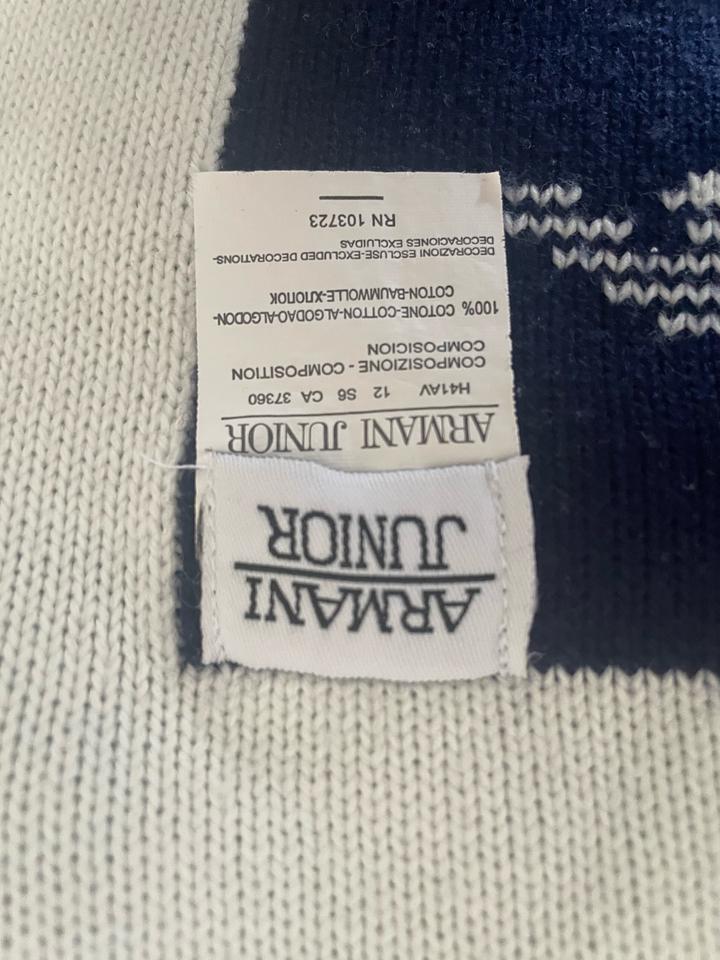 ARMANI
JUNIOR
ARMANI JUNIOR
H41AV 12 S6 CA 37360
COMPOSIZIONE - COMPOSITION
COMPOSICION
100% COTONE-COTTON-ALGODAO-ALGODON-
COTON-BAUMWOLLE-ХЛОПОК
DECORAZIONI ESCLUSE-EXCLUDED DECORATIONS-
DECORACIONES EXCLUIDAS
RN 103723